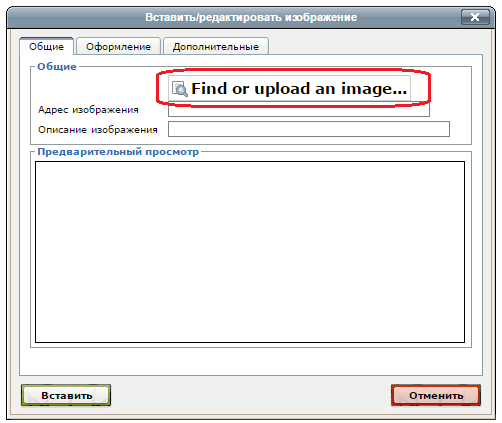 Вставить/редактировать изображение
Общие Оформление Дополнительные
Общие
Find or upload an image...
Адрес изображения
Описание изображения
Предварительный просмотр
Вставить Отменить